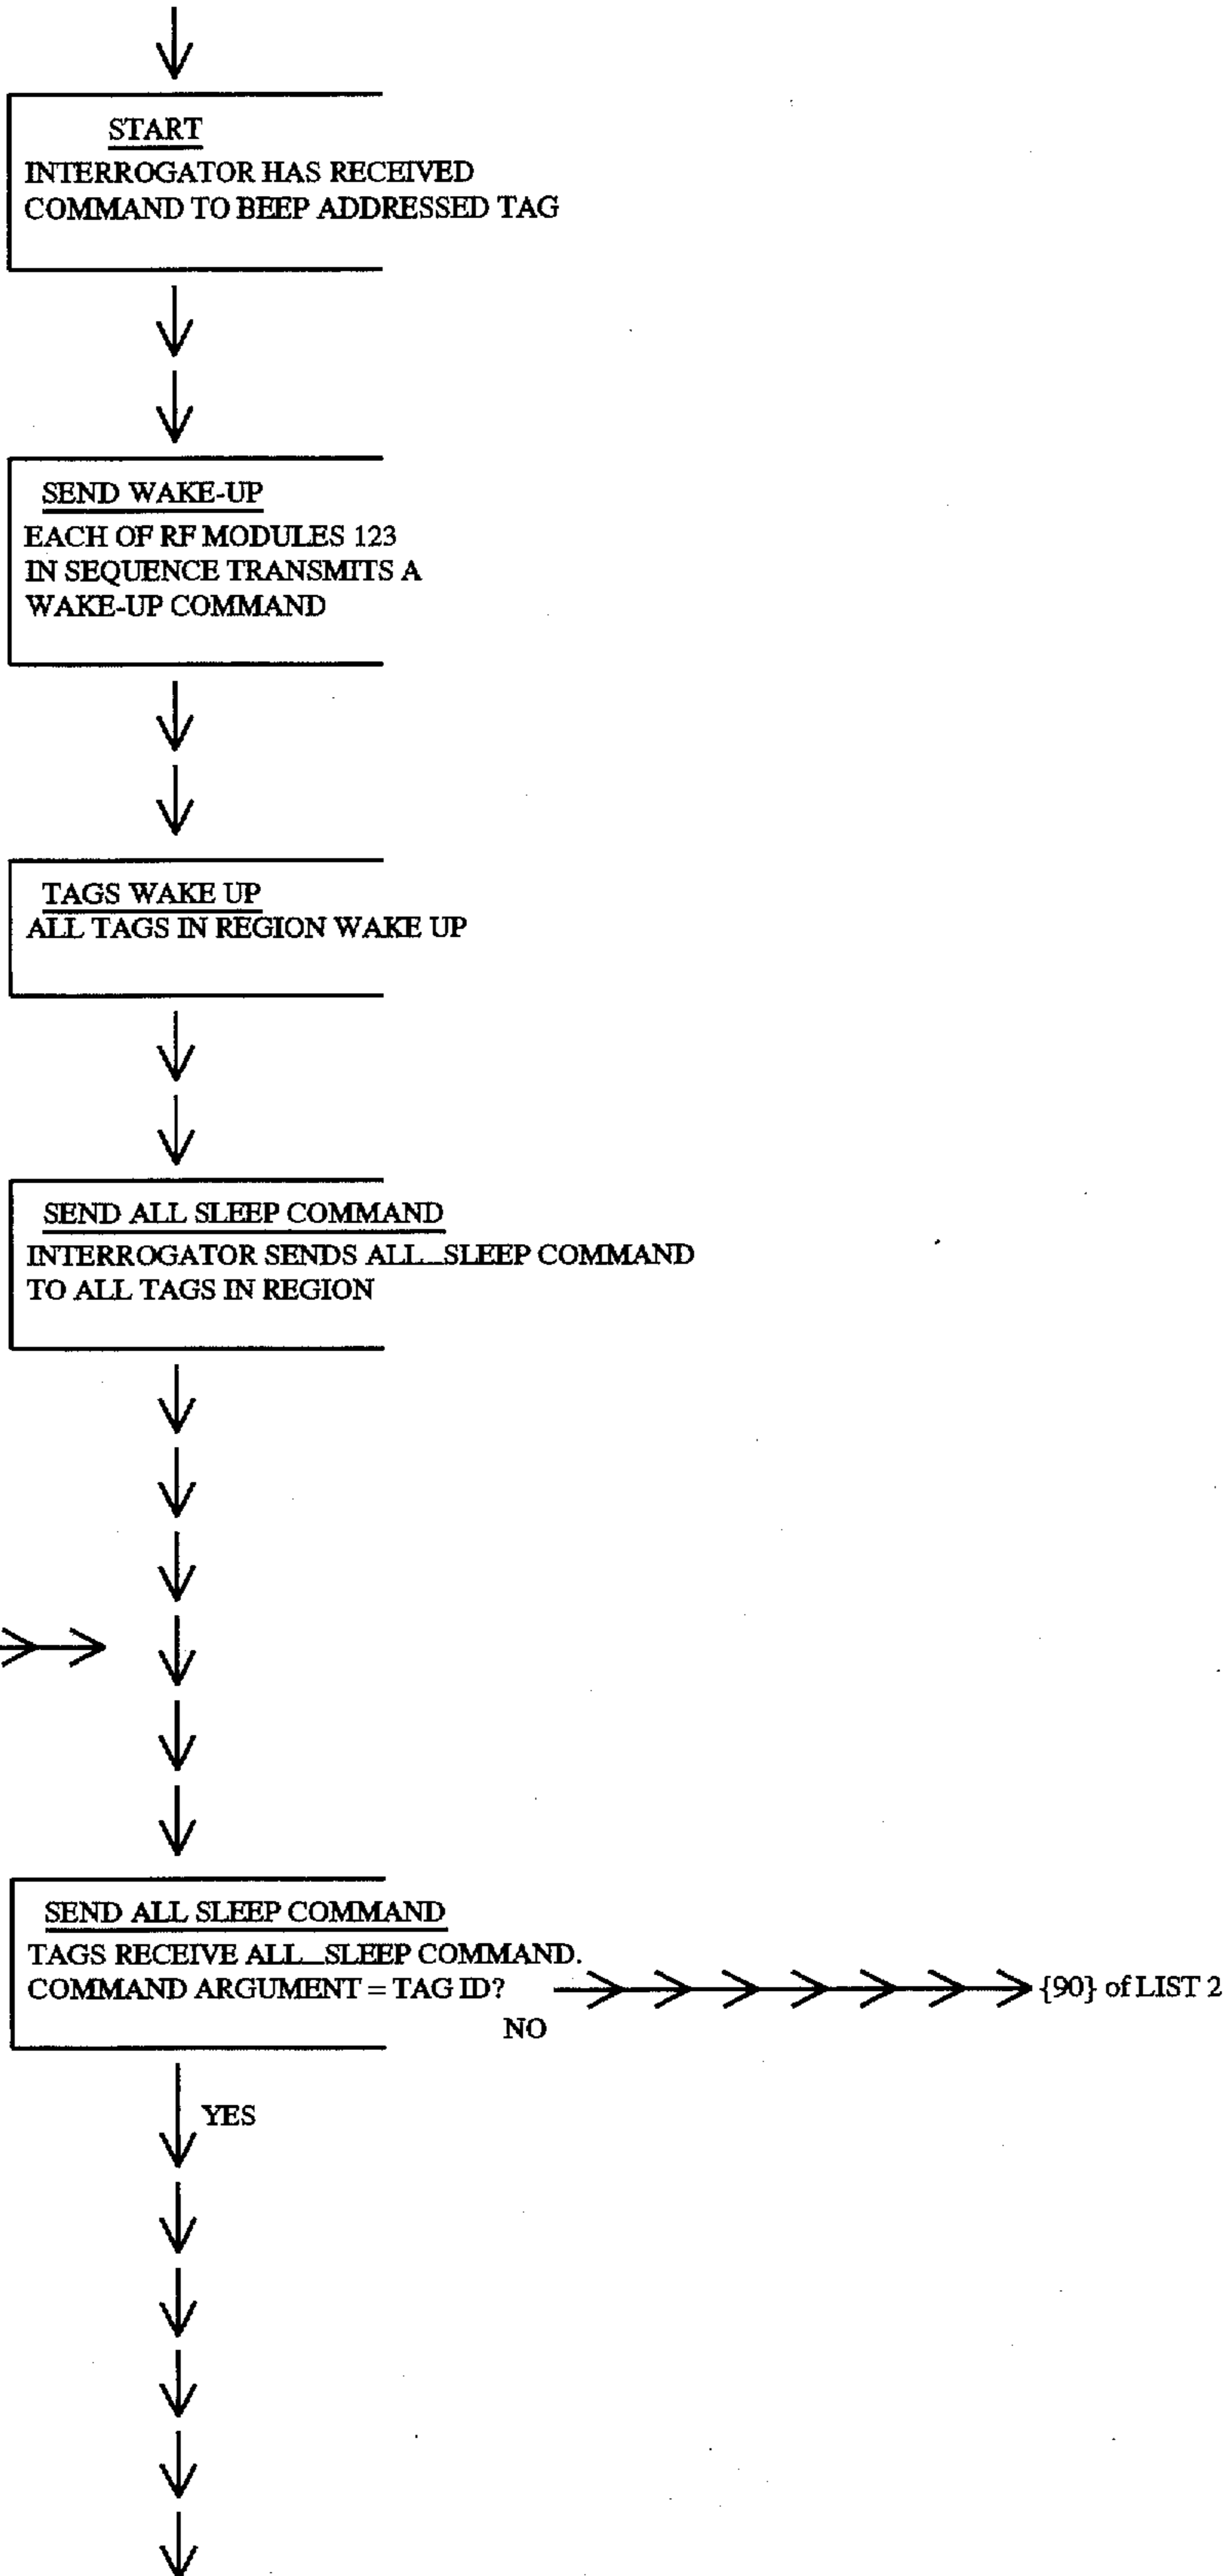 START
INTERROGATOR HAS RECEIVED
COMMAND TO BEEP ADDRESSED TAG
SEND WAKE-UP
EACH OF RF MODULES 123
IN SEQUENCE TRANSMITS A
WAKE-UP COMMAND
TAGS WAKE UP
ALL TAGS IN REGION WAKE UP
SEND ALL SLEEP COMMAND
INTERROGATOR SENDS ALL_SLEEP COMMAND
TO ALL TAGS IN REGION
SEND ALL SLEEP COMMAND
TAGS RECEIVE ALL_SLEEP COMMAND.
COMMAND ARGUMENT = TAG ID?
{90} of LIST 2
NO
YES